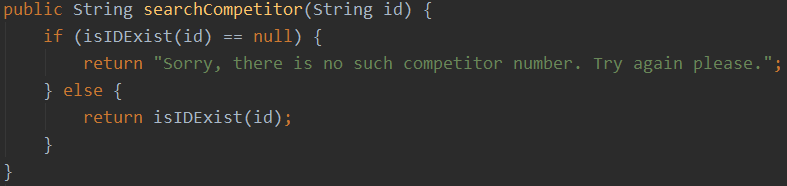 public String searchCompetitor(String id) {
    if (isIDExist(id) == null) {
        return "Sorry, there is no such competitor number. Try again please.";
    } else {
        return isIDExist(id);
    }
}